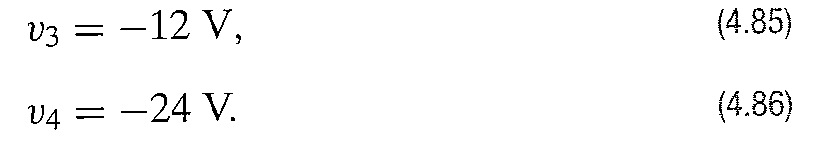 v₃ = −12 V, (4.85)
v₄ = −24 V. (4.86)